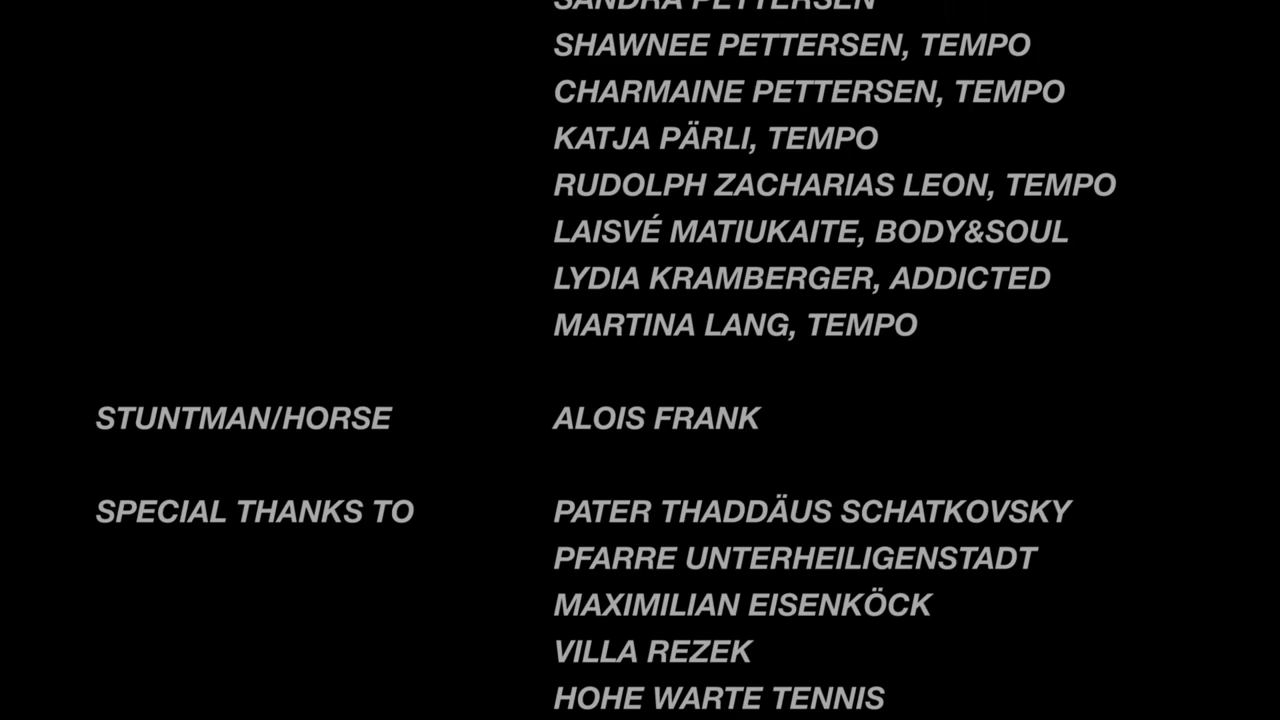 SANDRA PETTERSEN
SHAWNEE PETTERSEN, TEMPO
CHARMAINE PETTERSEN, TEMPO
KATJA PÄRLI, TEMPO
RUDOLPH ZACHARIAS LEON, TEMPO
LAISVÉ MATIUKAITE, BODY&SOUL
LYDIA KRAMBERGER, ADDICTED
MARTINA LANG, TEMPO
STUNTMAN/HORSE ALOIS FRANK
SPECIAL THANKS TO PATER THADDÄUS SCHATKOVSKY
PFARRE UNTERHEILIGENSTADT
MAXIMILIAN EISENKÖCK
VILLA REZEK
HOHE WARTE TENNIS